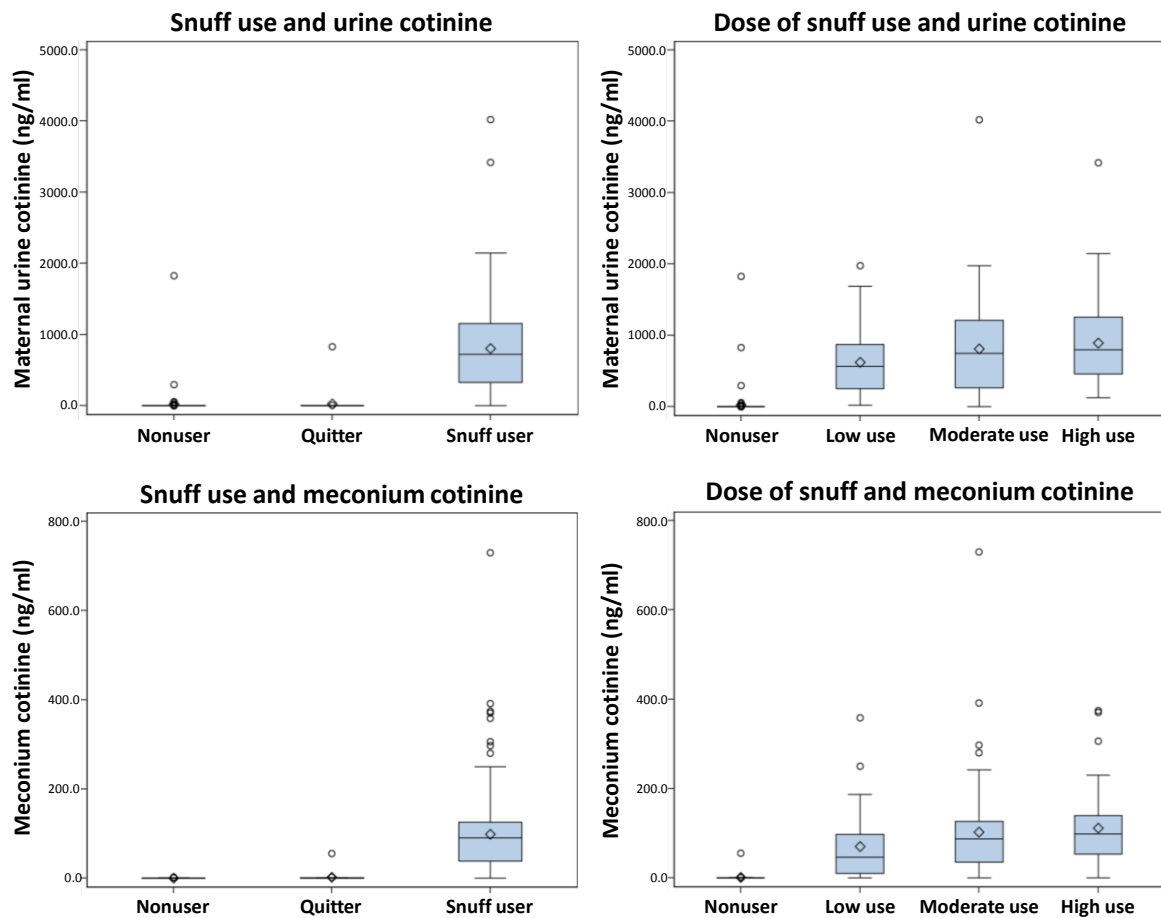 Snuff use and urine cotinine
Maternal urine cotinine (ng/ml)
5000.0
4000.0
3000.0
2000.0
1000.0
0.0
Nonuser Quitter Snuff user
Dose of snuff use and urine cotinine
Maternal urine cotinine (ng/ml)
5000.0
4000.0
3000.0
2000.0
1000.0
0.0
Nonuser Low use Moderate use High use
Snuff use and meconium cotinine
Meconium cotinine (ng/ml)
800.0
600.0
400.0
200.0
0.0
Nonuser Quitter Snuff user
Dose of snuff and meconium cotinine
Meconium cotinine (ng/ml)
800.0
600.0
400.0
200.0
0.0
Nonuser Low use Moderate use High use